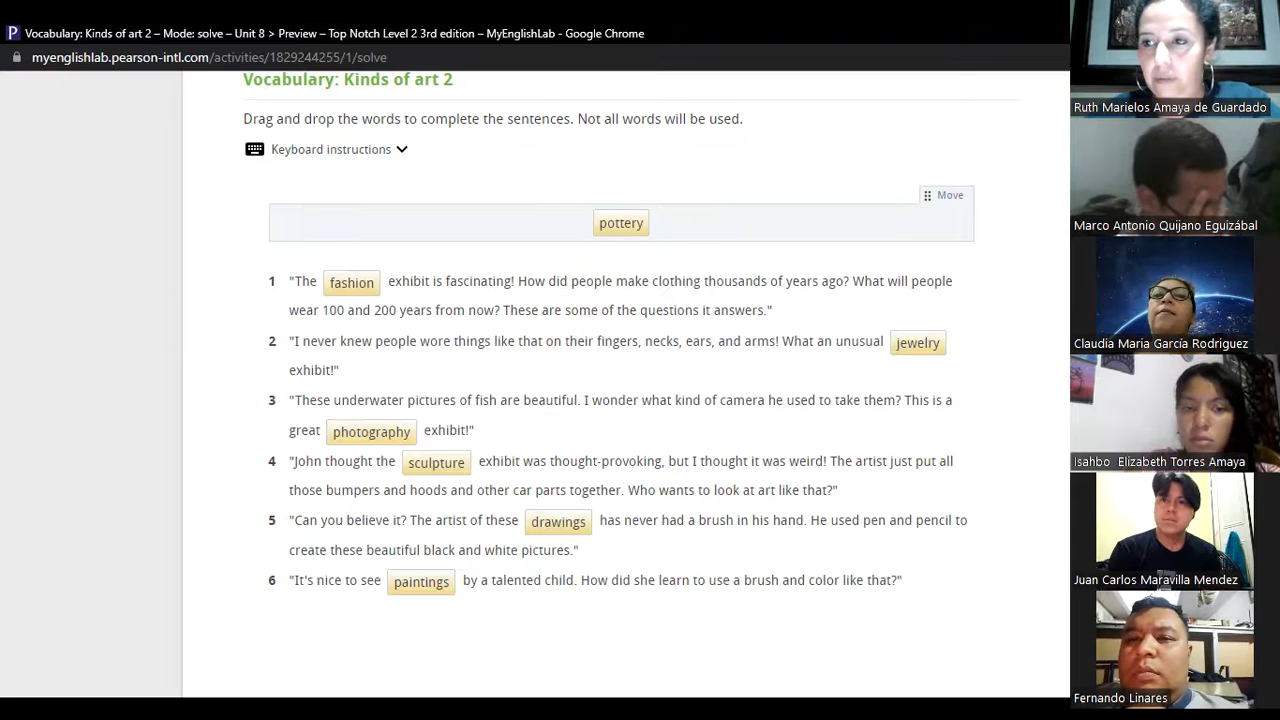 Vocabulary: Kinds of art 2 – Mode: solve – Unit 8 > Preview – Top Notch Level 2 3rd edition – MyEnglishLab - Google Chrome
myenglishlab.pearson-intl.com/activities/1829244255/1/solve
Vocabulary: Kinds of art 2
Drag and drop the words to complete the sentences. Not all words will be used.
Keyboard instructions
Move
pottery
1 "The fashion exhibit is fascinating! How did people make clothing thousands of years ago? What will people
wear 100 and 200 years from now? These are some of the questions it answers."
2 "I never knew people wore things like that on their fingers, necks, ears, and arms! What an unusual jewelry
exhibit!"
3 "These underwater pictures of fish are beautiful. I wonder what kind of camera he used to take them? This is a
great photography exhibit!"
4 "John thought the sculpture exhibit was thought-provoking, but I thought it was weird! The artist just put all
those bumpers and hoods and other car parts together. Who wants to look at art like that?"
5 "Can you believe it? The artist of these drawings has never had a brush in his hand. He used pen and pencil to
create these beautiful black and white pictures."
6 "It's nice to see paintings by a talented child. How did she learn to use a brush and color like that?"
Ruth Marielos Amaya de Guardado
Marco Antonio Quijano Eguizábal
Claudia Maria García Rodriguez
Isahbo Elizabeth Torres Amaya
Juan Carlos Maravilla Mendez
Fernando Linares